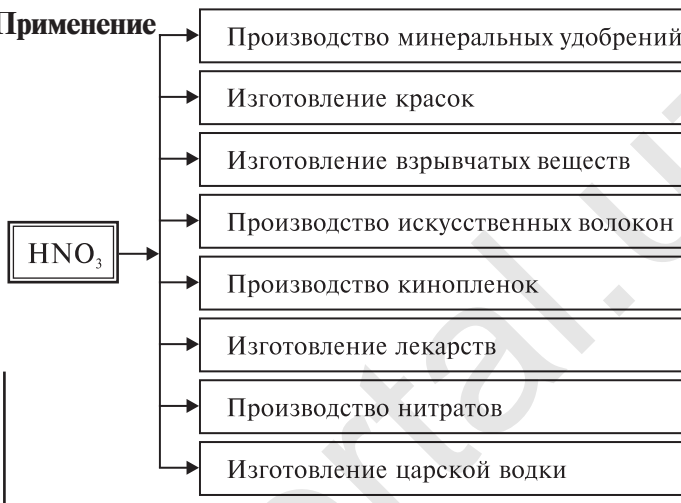 Применение
Производство минеральных удобрений
Изготовление красок
Изготовление взрывчатых веществ
Производство искусственных волокон
HNO₃
Производство кинопленок
Изготовление лекарств
Производство нитратов
Изготовление царской водки